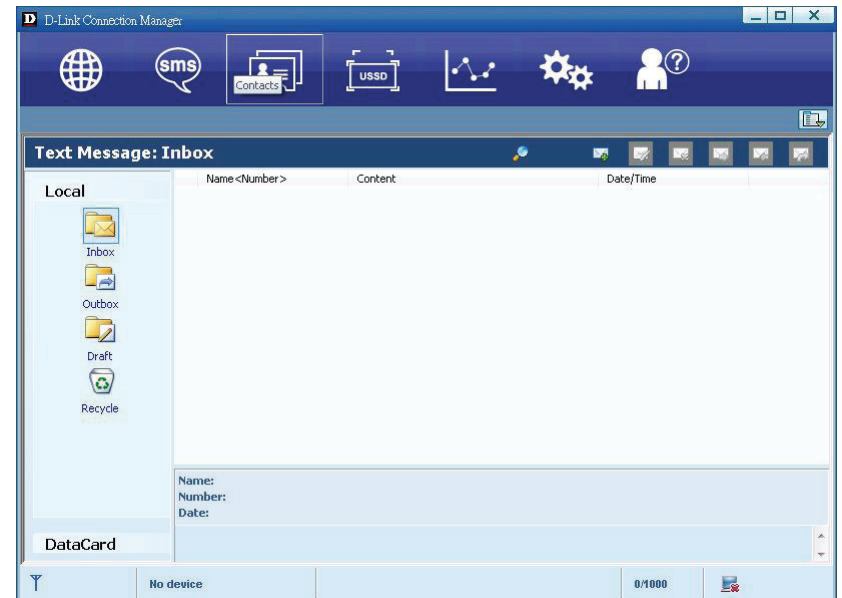 D D-Link Connection Manager
sms
Contacts
USSD
?
Text Message: Inbox
Local
Name<Number> Content Date/Time
Inbox
Outbox
Draft
Recycle
Name:
Number:
Date:
DataCard
No device 0/1000